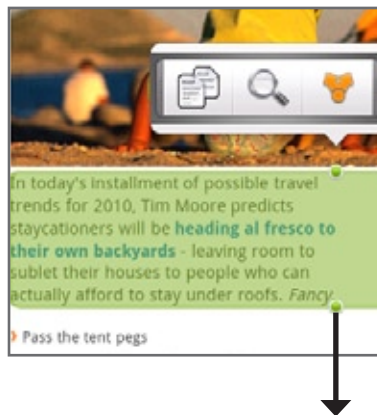 In today's installment of possible travel
trends for 2010, Tim Moore predicts
staycationers will be heading al fresco to
their own backyards - leaving room to
sublet their houses to people who can
actually afford to stay under roofs. Fancy.
Pass the tent pegs